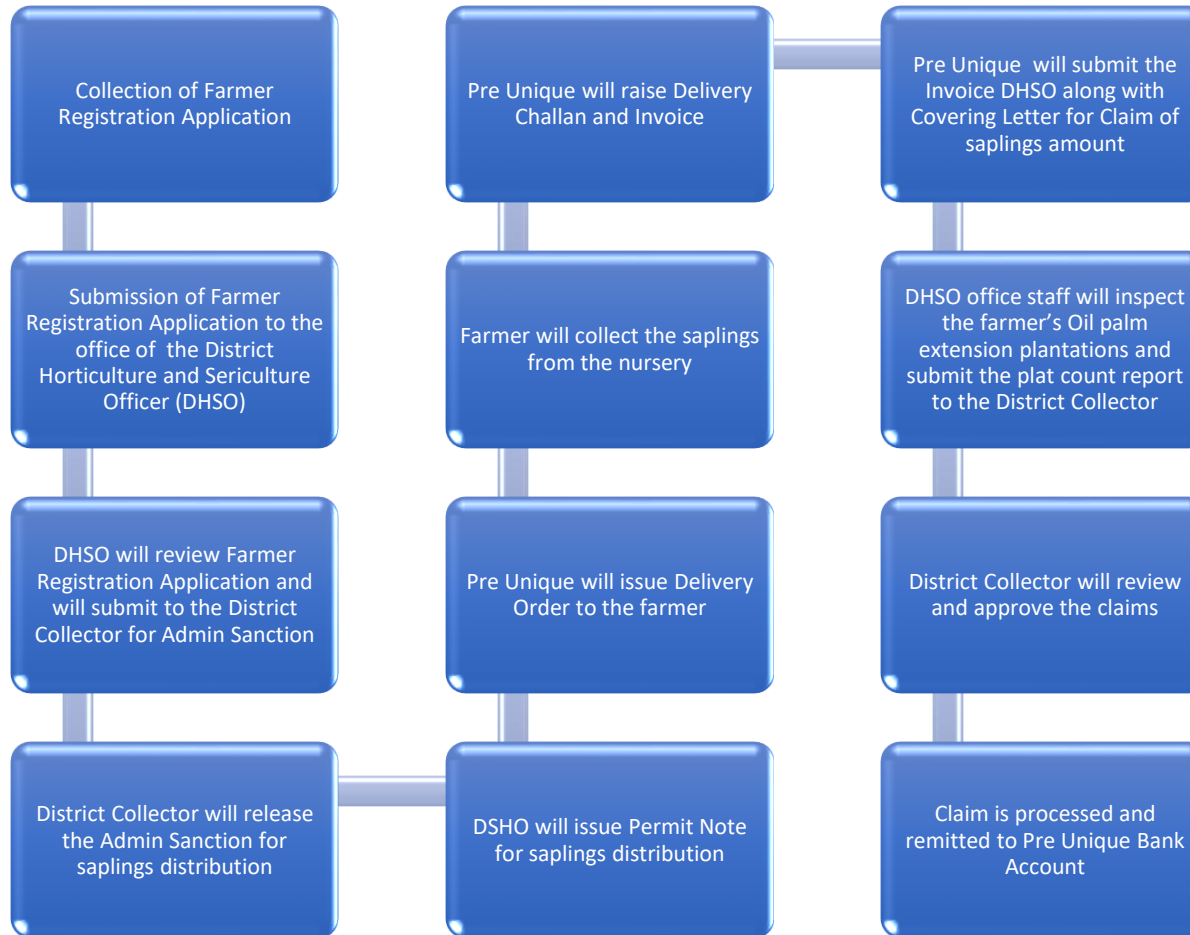 Collection of Farmer
Registration Application
Submission of Farmer
Registration Application to the
office of the District
Horticulture and Sericulture
Officer (DHSO)
DHSO will review Farmer
Registration Application and
will submit to the District
Collector for Admin Sanction
District Collector will release
the Admin Sanction for
saplings distribution
DSHO will issue Permit Note
for saplings distribution
Pre Unique will issue Delivery
Order to the farmer
Farmer will collect the saplings
from the nursery
Pre Unique will raise Delivery
Challan and Invoice
Pre Unique will submit the
Invoice DHSO along with
Covering Letter for Claim of
saplings amount
DHSO office staff will inspect
the farmer’s Oil palm
extension plantations and
submit the plat count report
to the District Collector
District Collector will review
and approve the claims
Claim is processed and
remitted to Pre Unique Bank
Account